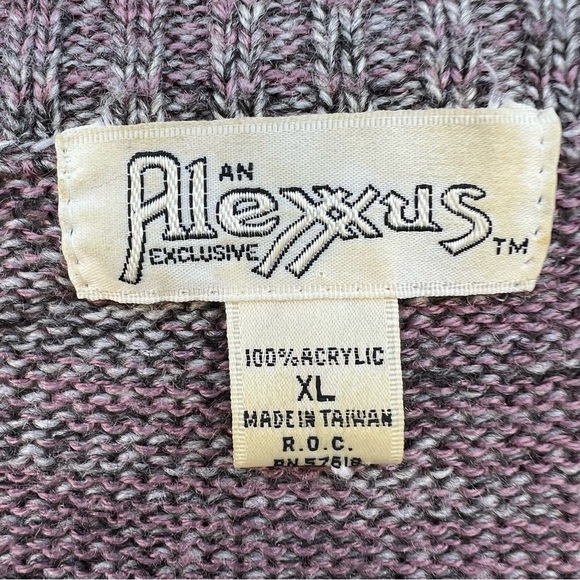 AN
Alexxus
EXCLUSIVE
TM
100% ACRYLIC
XL
MADE IN TAIWAN
R.O.C.